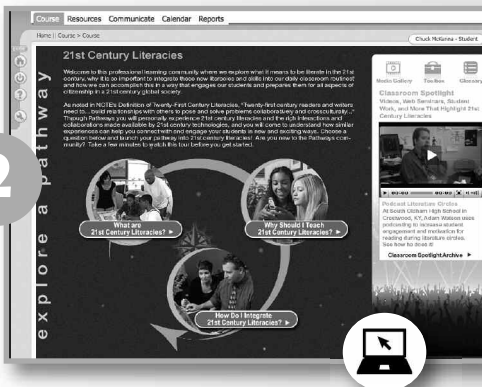 Course Resources Communicate Calendar Reports
Home :: Course > Course
Chuck McKenna - Student
21st Century Literacies
Welcome to this professional learning community where we explore what it means to be literate in the 21st
century, why it is so important to integrate these new literacies and skills into our daily classroom routines
and how we can accomplish this in a way that engages our students and prepares them for all aspects of
citizenship in a 21st century global society.
As noted in NCTE's Definition of Twenty-First Century Literacies, "Twenty-first century readers and writers
need to... build relationships with others to pose and solve problems collaboratively and crossculturally..."
Through Pathways you will personally experience 21st century literacies and the rich interactions and
collaborations made available by 21st century technologies, and you will come to understand how similar
experiences can help you connect with and engage your students in new and exciting ways. Choose a
question below and launch your pathway into 21st century literacies! Are you new to the Pathways com-
munity? Take a few minutes to watch this tour before you get started.
explore a pathway
2
What are
21st Century Literacies?
Why Should I Teach
21st Century Literacies?
How Do I Integrate
21st Century Literacies?
Media Gallery Toolbox Glossary
Classroom Spotlight
Videos, Web Seminars, Student
Work, and More That Highlight 21st
Century Literacies
00:00 00:00
Podcast Literature Circles
At South Oldham High School in
Crestwood, KY, Adam Watson uses
podcasting to increase student
engagement and motivation for
reading during literature circles.
See how he does it!
Classroom Spotlight Archive